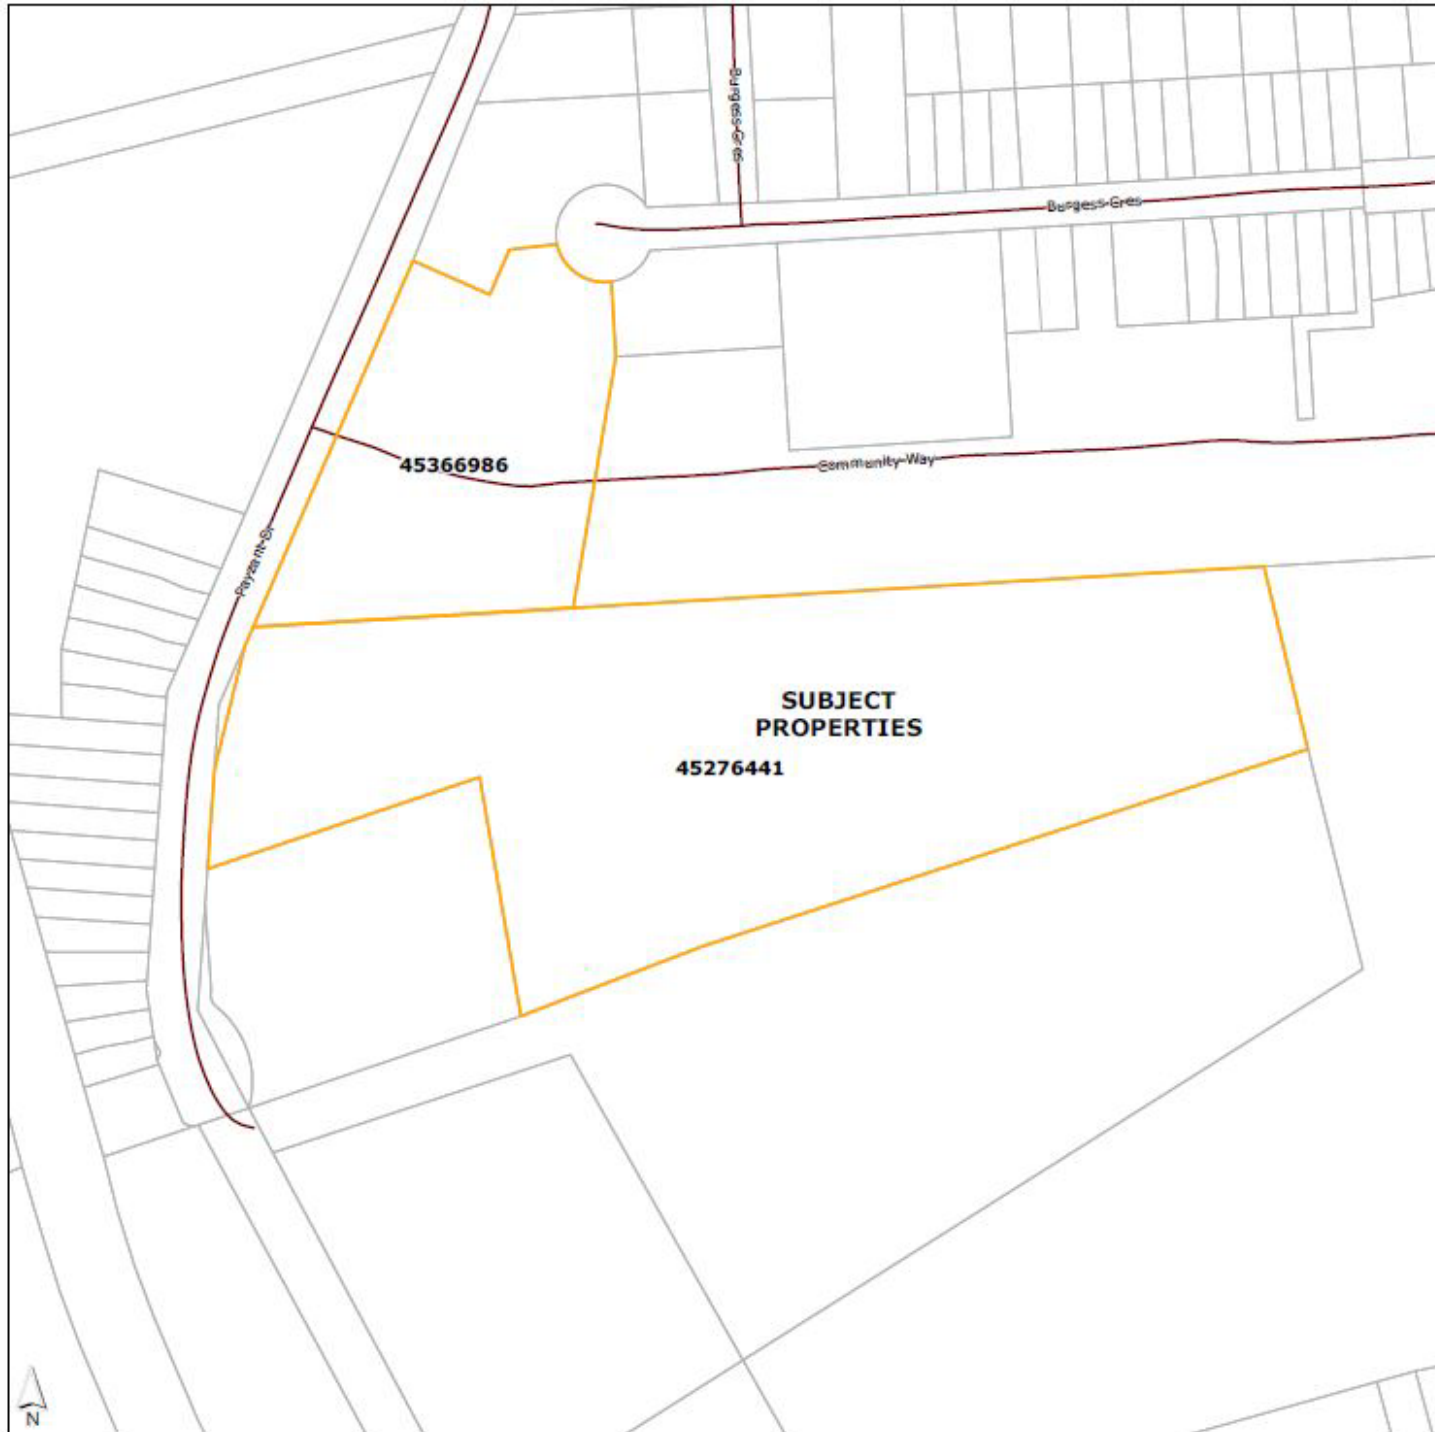 Burgess Cres
Burgess Cres
45366986
Community Way
Payzant Dr
SUBJECT
PROPERTIES
45276441
N